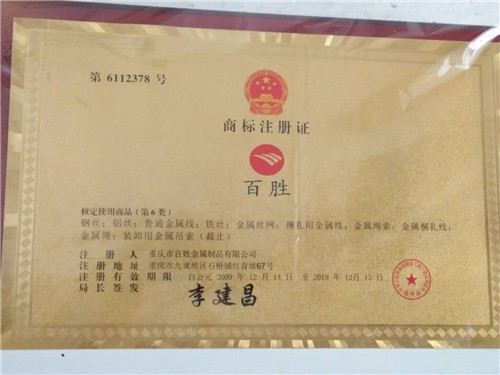 第 6112378 号
商标注册证
百胜
核定使用商品(第6类)
钢丝;铝丝;普通金属线;铁丝;金属丝网;捆扎用金属线;金属绳索;金属捆轧线;
金属绳;装卸用金属吊索(截止)
注册人 重庆市百姓金属制品有限公司
注册地址 重庆市九龙坡区石桥铺红育坡67号
注册有效期限 自公元 2009 年 12 月 14 日 至 2019 年 12 月 13 日
局长签发 李建昌